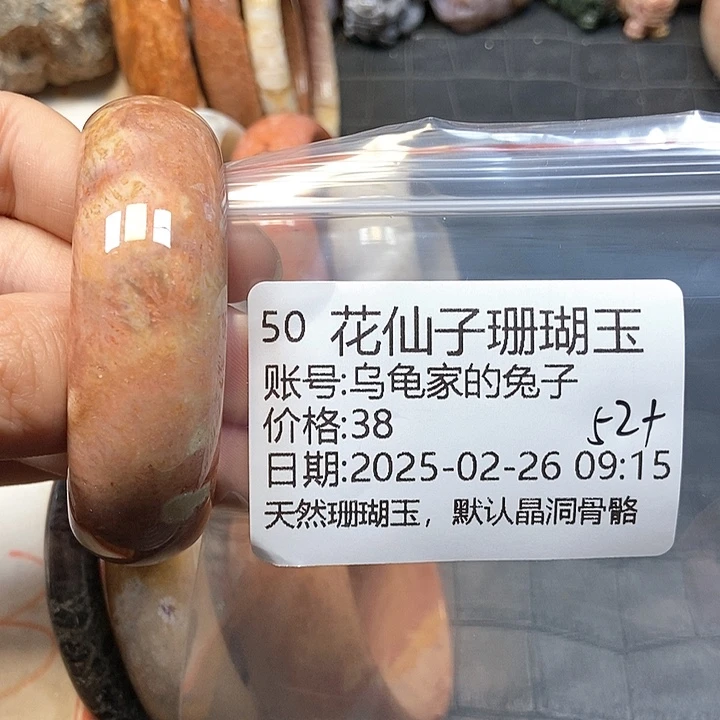 50 花仙子珊瑚玉
账号:乌龟家的兔子
价格:38 52+
日期:2025-02-26 09:15
天然珊瑚玉，默认晶洞骨骼